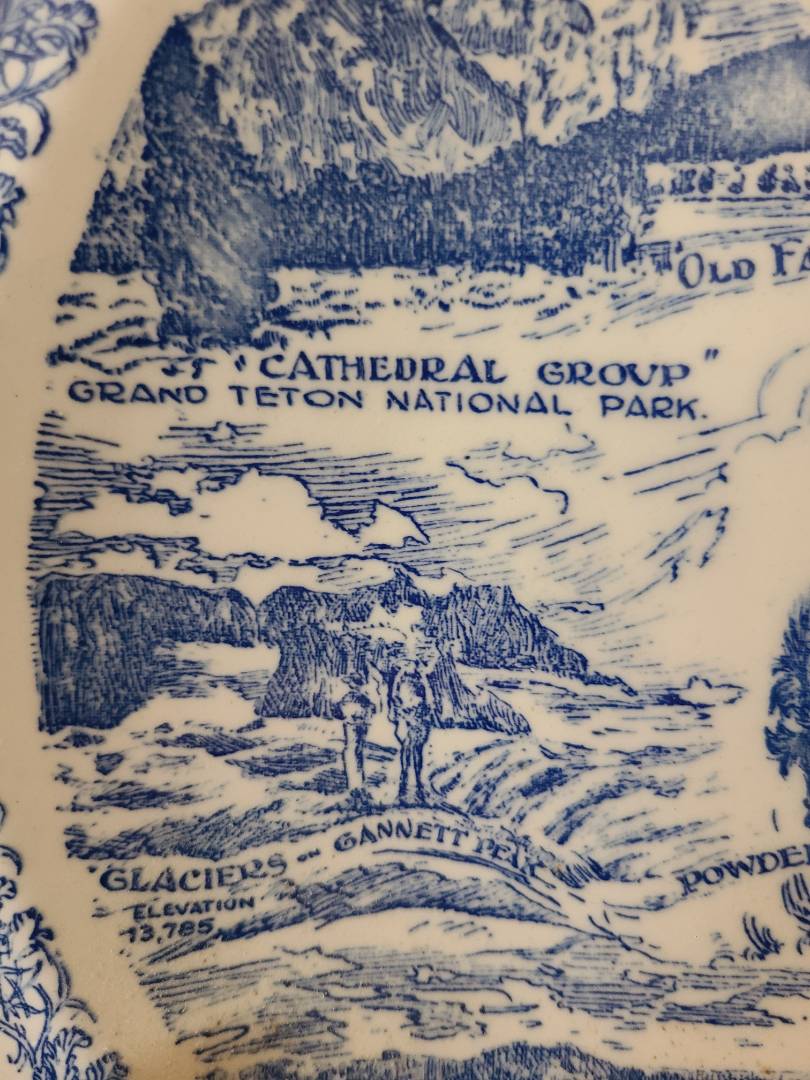 "OLD FA
"CATHEDRAL GROUP"
GRAND TETON NATIONAL PARK.
GLACIERS ON GANNETT PEAK
ELEVATION
13,785
POWDER